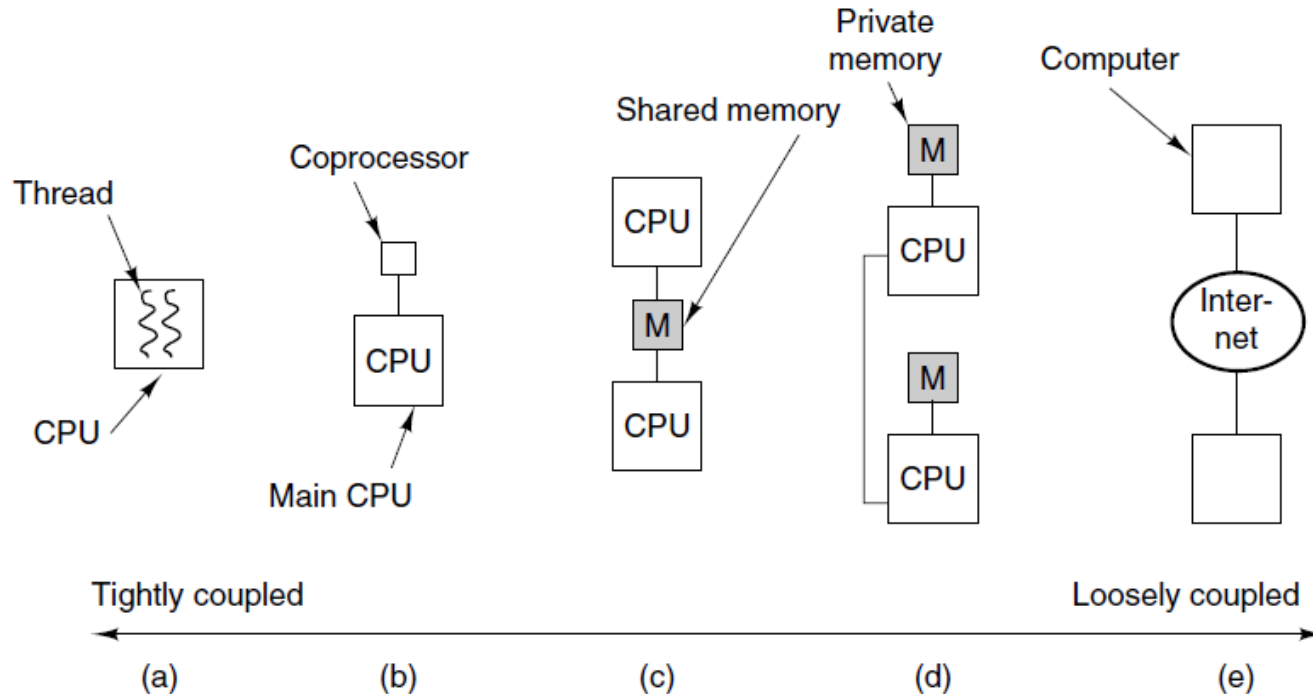 Private
memory
Computer
Shared memory
Coprocessor
Thread
M
CPU
CPU
M
CPU
CPU
M
CPU
Inter-
net
CPU
Main CPU
Tightly coupled
Loosely coupled
(a)
(b)
(c)
(d)
(e)